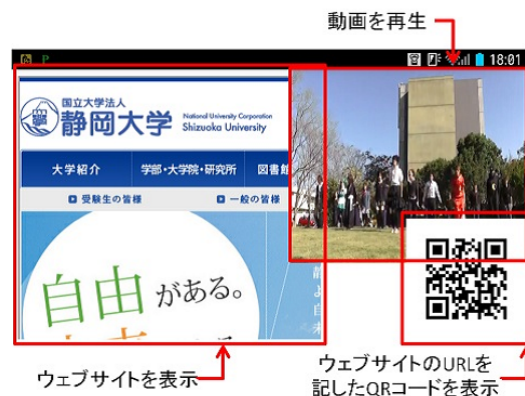 動画を再生
18:01
国立大学法人
静岡大学
National University Corporation
Shizuoka University
大学紹介
学部・大学院・研究所
図書館
受験生の皆様
一般の皆様
自由がある。
ウェブサイトを表示
ウェブサイトのURLを
記したQRコードを表示